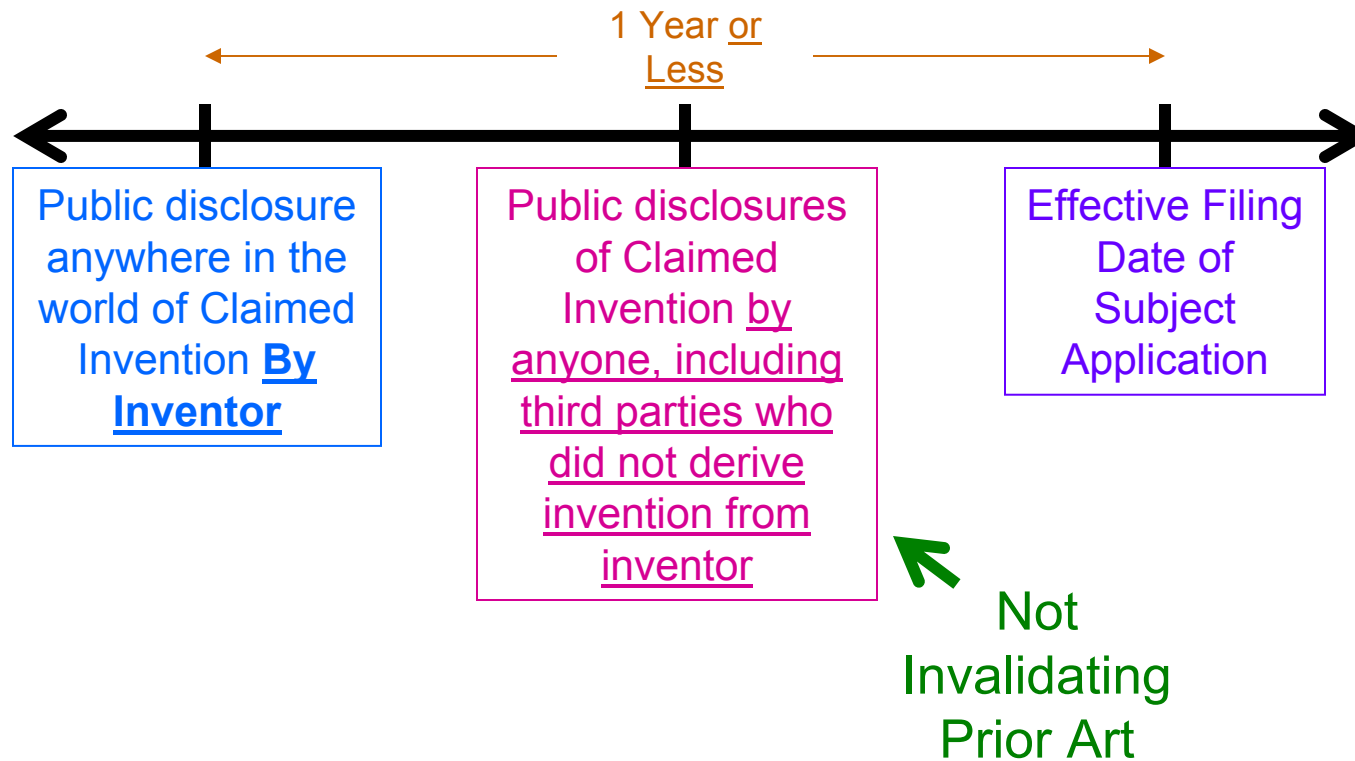 1 Year or
Less
Public disclosure
anywhere in the
world of Claimed
Invention By
Inventor
Public disclosures
of Claimed
Invention by
anyone, including
third parties who
did not derive
invention from
inventor
Effective Filing
Date of
Subject
Application
Not
Invalidating
Prior Art